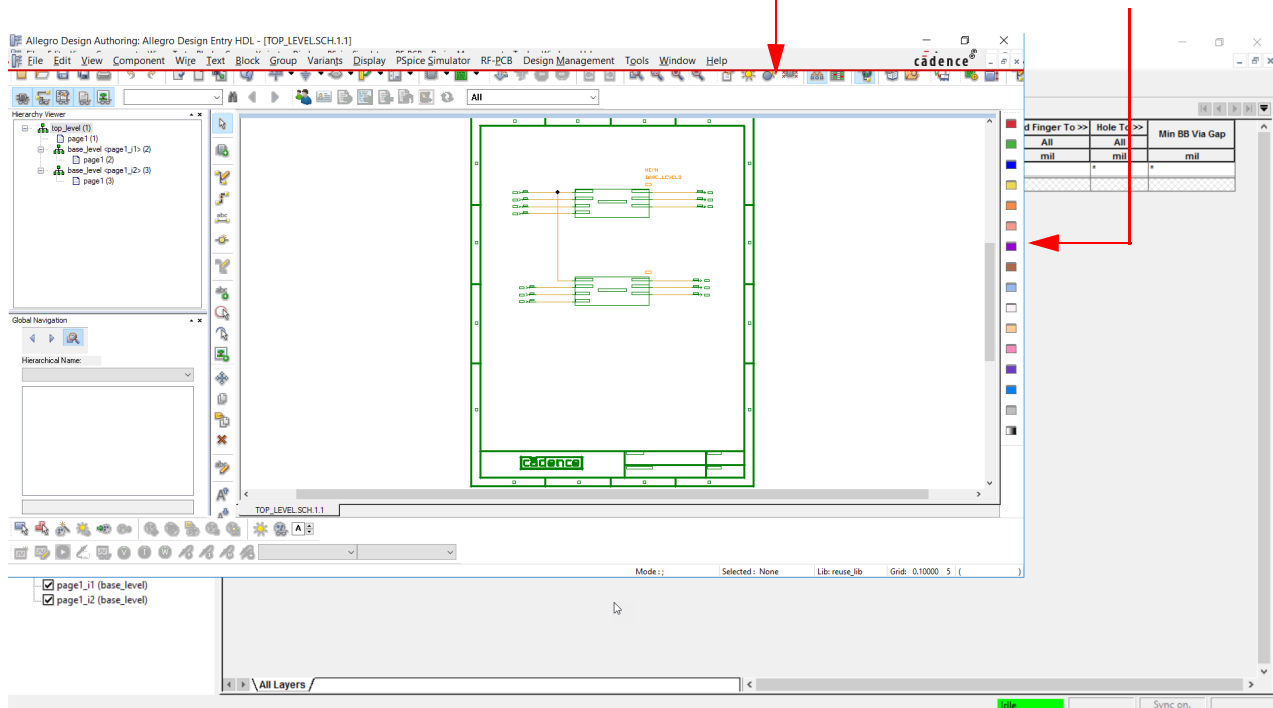 Allegro Design Authoring: Allegro Design Entry HDL - [TOP_LEVEL.SCH.1.1]
File Edit View Component Wire Text Block Group Variants Display PSpice Simulator RF-PCB Design Management Tools Window Help
cādence®
All
Hierarchy Viewer
top_level (1)
page1 (1)
base_level <page1_i1> (2)
page1 (2)
base_level <page1_i2> (3)
page1 (3)
abc
d Finger To >> Hole To >> Min BB Via Gap
All All
mil mil mil
* *
Global Navigation
Hierarchical Name:
cādence
TOP_LEVEL.SCH.1.1
A
V I W
Mode : ; Selected : None Lib: reuse_lib Grid: 0.10000 5 ( )
page1_i1 (base_level)
page1_i2 (base_level)
All Layers
Idle Sync on.